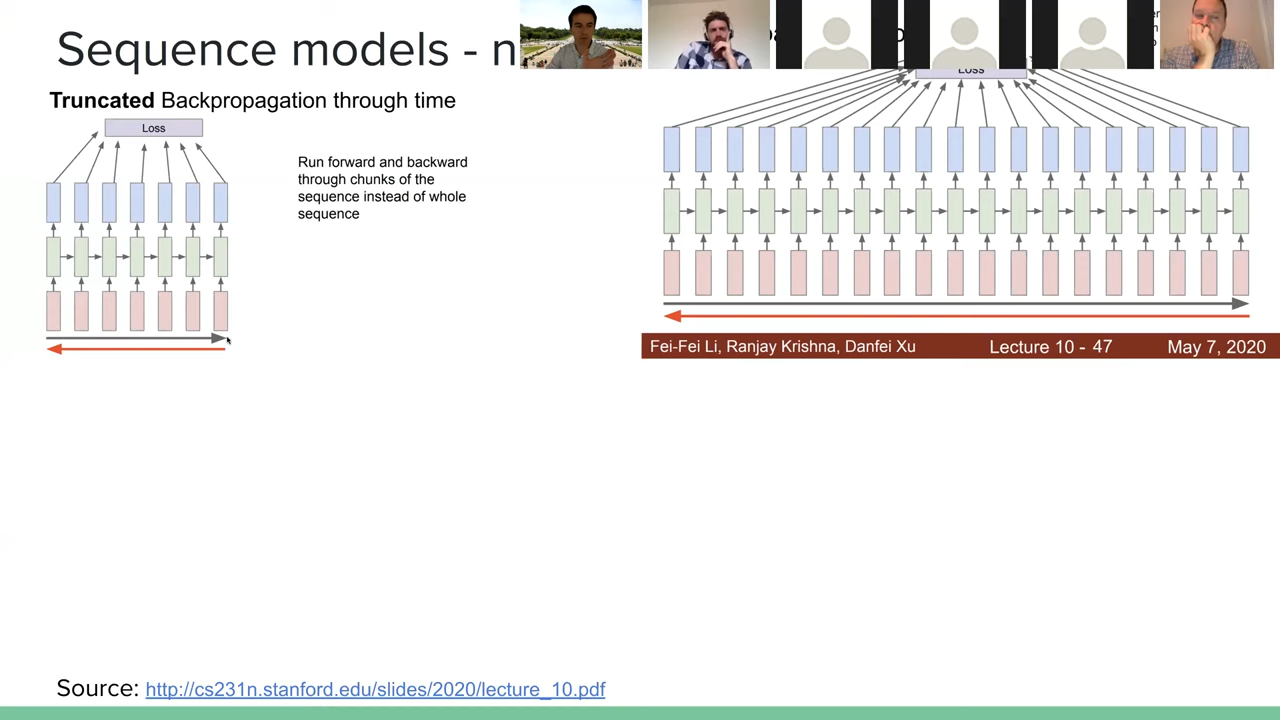 Sequence models - n
Truncated Backpropagation through time
Loss
Run forward and backward
through chunks of the
sequence instead of whole
sequence
Loss
Fei-Fei Li, Ranjay Krishna, Danfei Xu Lecture 10 - 47 May 7, 2020
Source: http://cs231n.stanford.edu/slides/2020/lecture_10.pdf